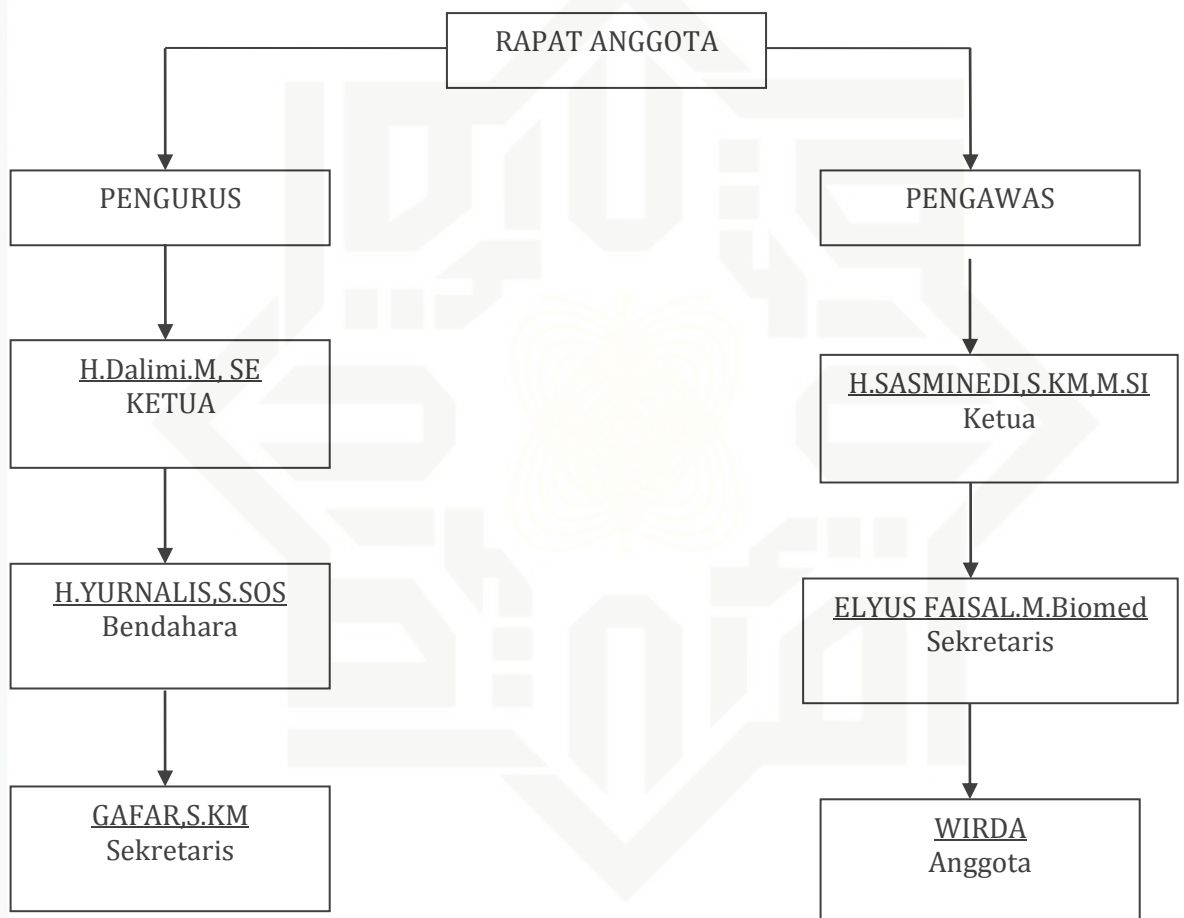 RAPAT ANGGOTA
PENGURUS
PENGAWAS
H.Dalimi.M, SE
KETUA
H.SASMINEDI,S.KM,M.SI
Ketua
H.YURNALIS,S.SOS
Bendahara
ELYUS FAISAL.M.Biomed
Sekretaris
GAFAR,S.KM
Sekretaris
WIRDA
Anggota